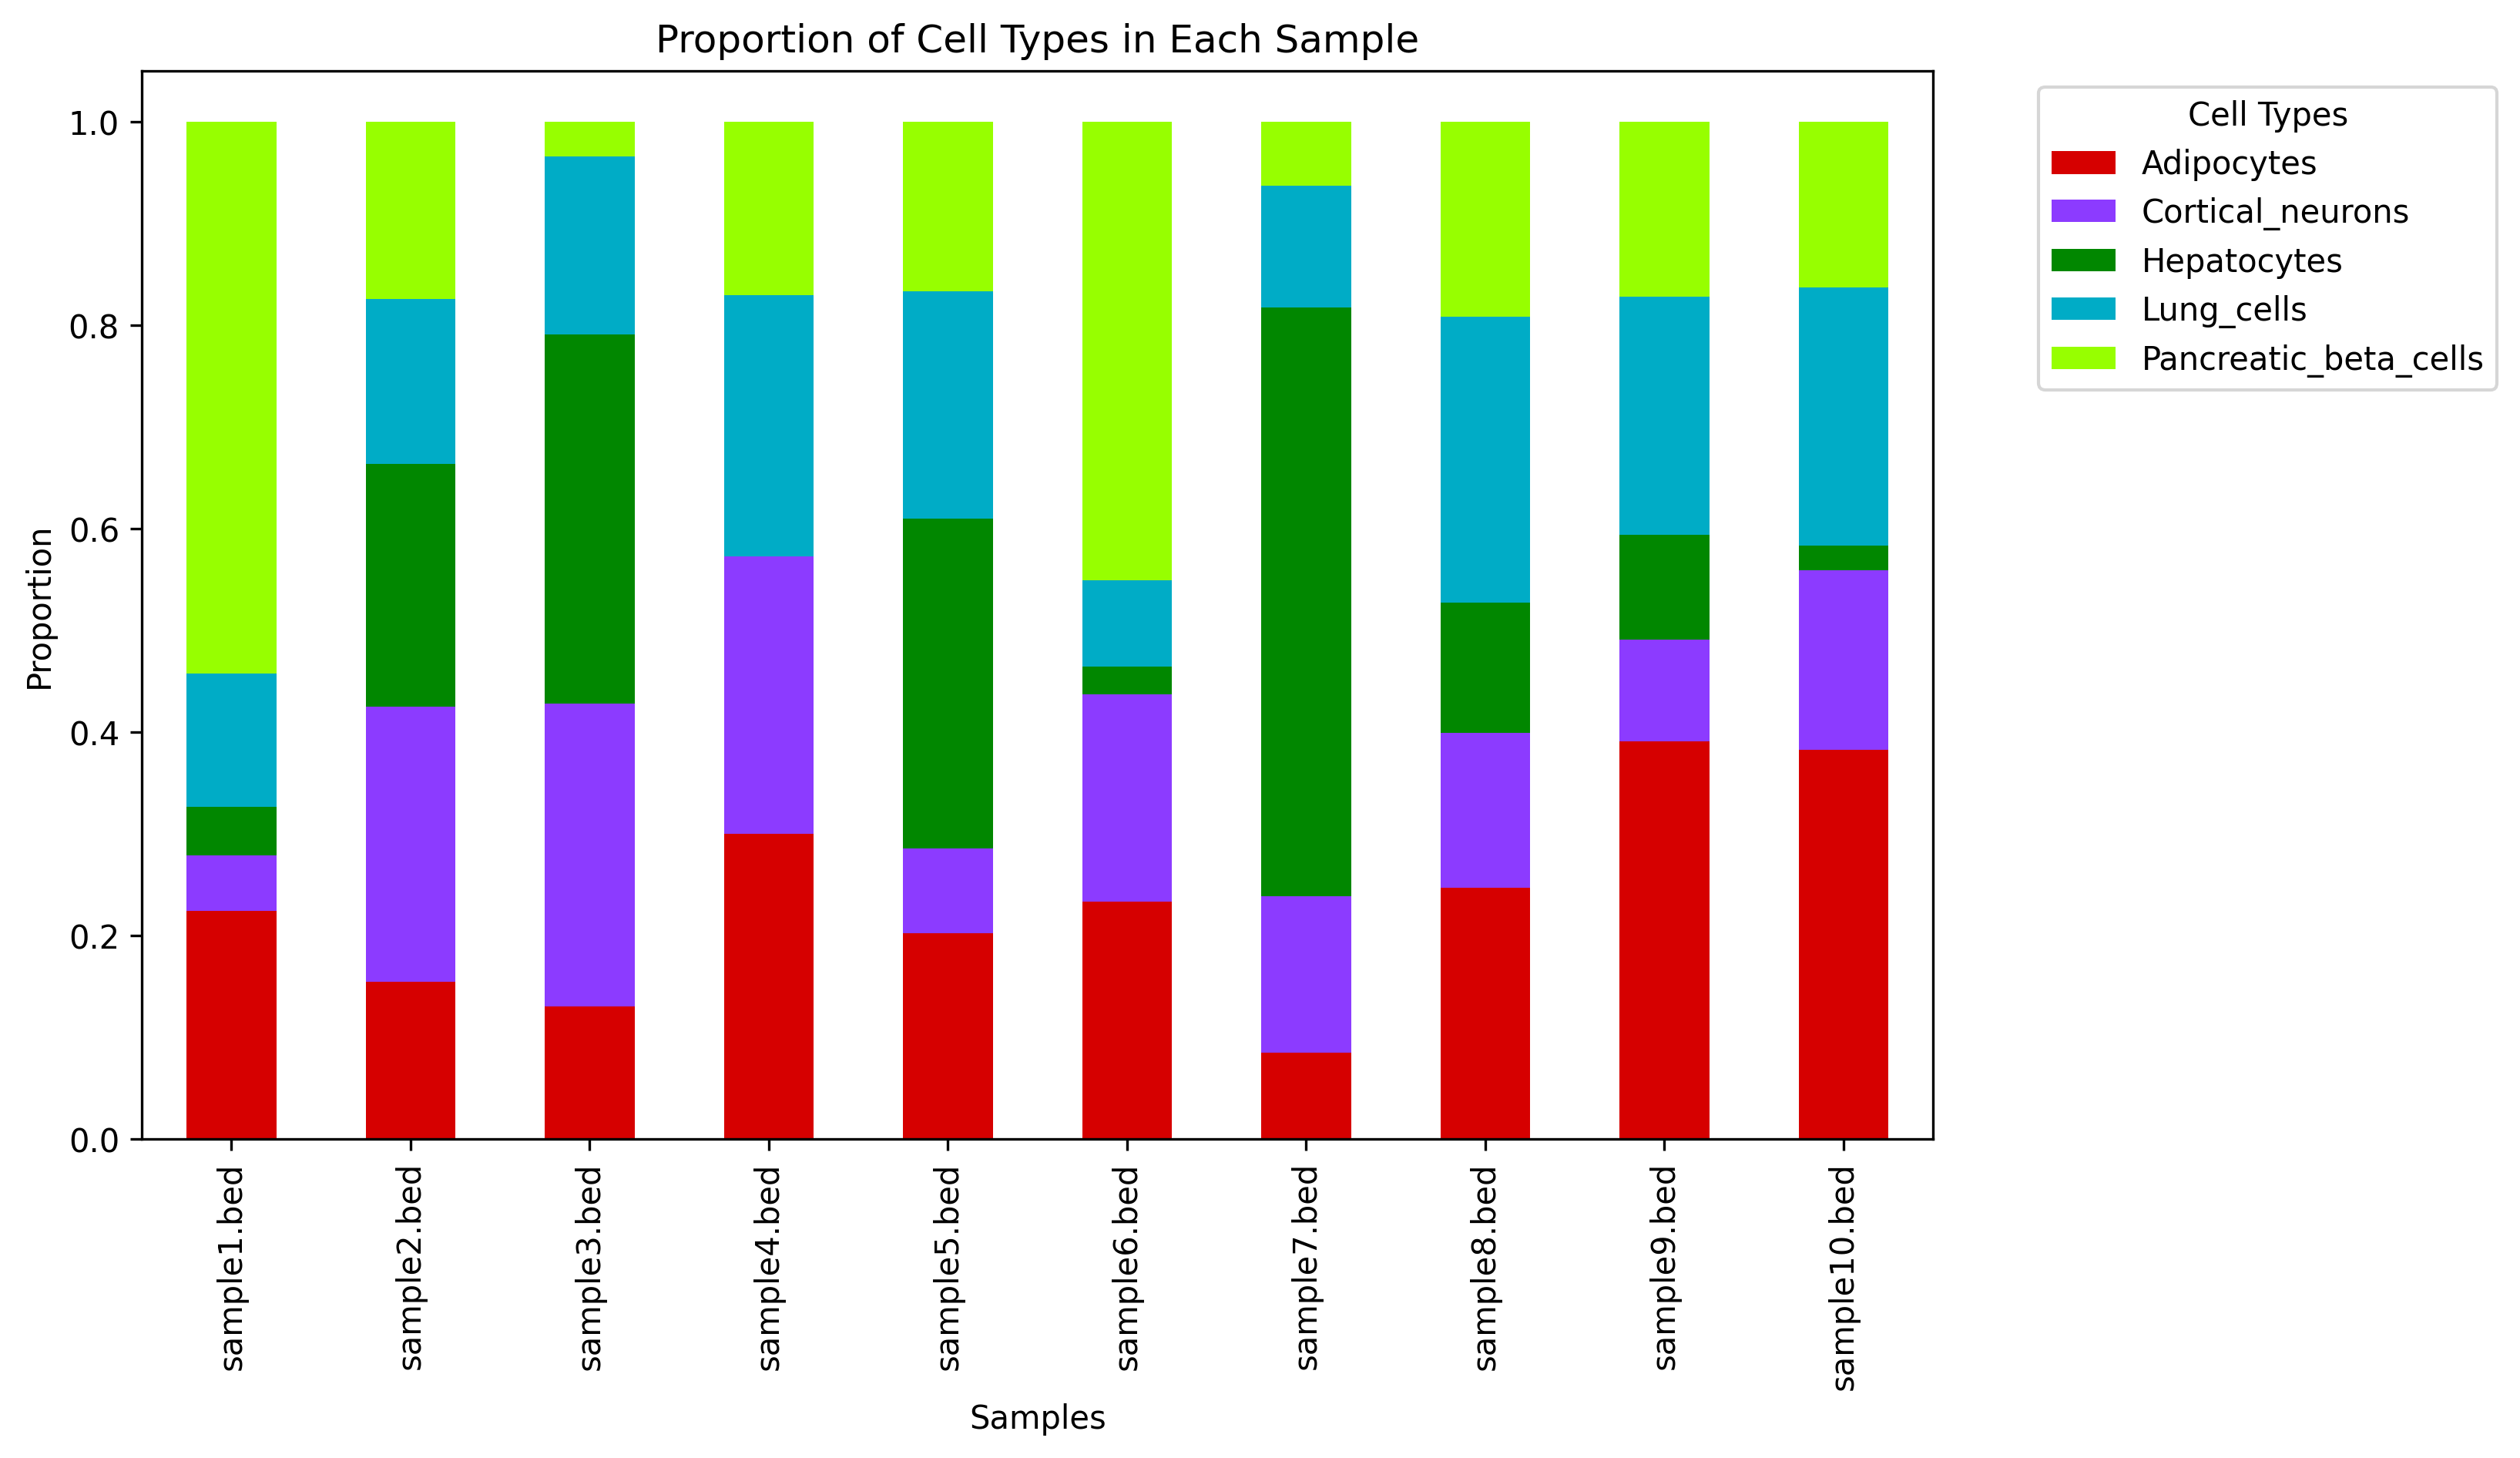 Proportion of Cell Types in Each Sample
Proportion
1.0
0.8
0.6
0.4
0.2
0.0
sample1.bed
sample2.bed
sample3.bed
sample4.bed
sample5.bed
sample6.bed
sample7.bed
sample8.bed
sample9.bed
sample10.bed
Samples
Cell Types
Adipocytes
Cortical_neurons
Hepatocytes
Lung_cells
Pancreatic_beta_cells